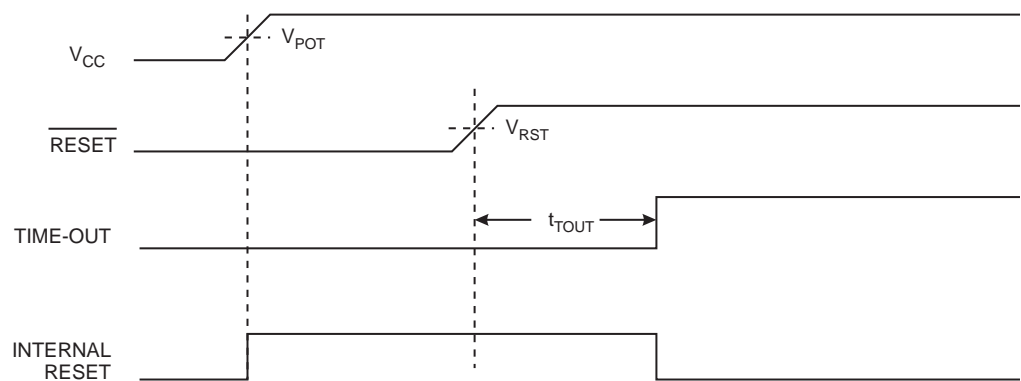 V_CC
V_POT
RESET
V_RST
TIME-OUT
t_TOUT
INTERNAL
RESET